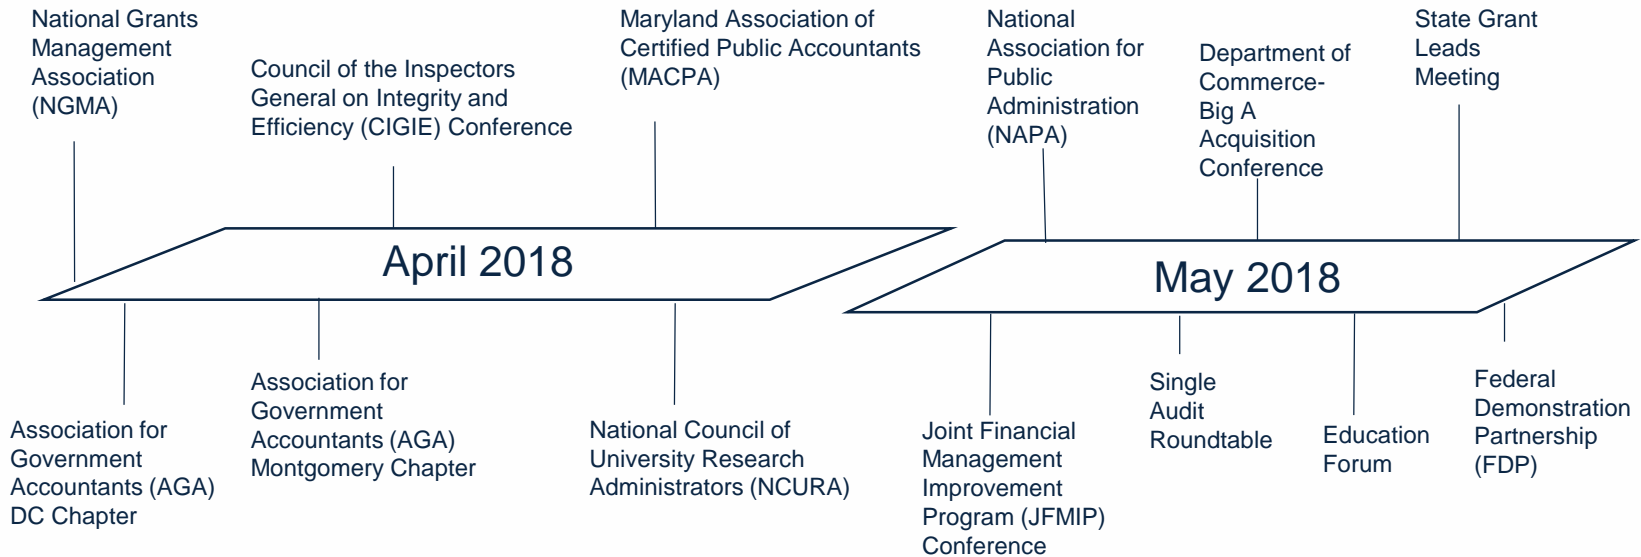 National Grants
Management
Association
(NGMA)
Council of the Inspectors
General on Integrity and
Efficiency (CIGIE) Conference
Maryland Association of
Certified Public Accountants
(MACPA)
National
Association for
Public
Administration
(NAPA)
Department of
Commerce-
Big A
Acquisition
Conference
State Grant
Leads
Meeting
April 2018
May 2018
Association for
Government
Accountants (AGA)
DC Chapter
Association for
Government
Accountants (AGA)
Montgomery Chapter
National Council of
University Research
Administrators (NCURA)
Joint Financial
Management
Improvement
Program (JFMIP)
Conference
Single
Audit
Roundtable
Education
Forum
Federal
Demonstration
Partnership
(FDP)